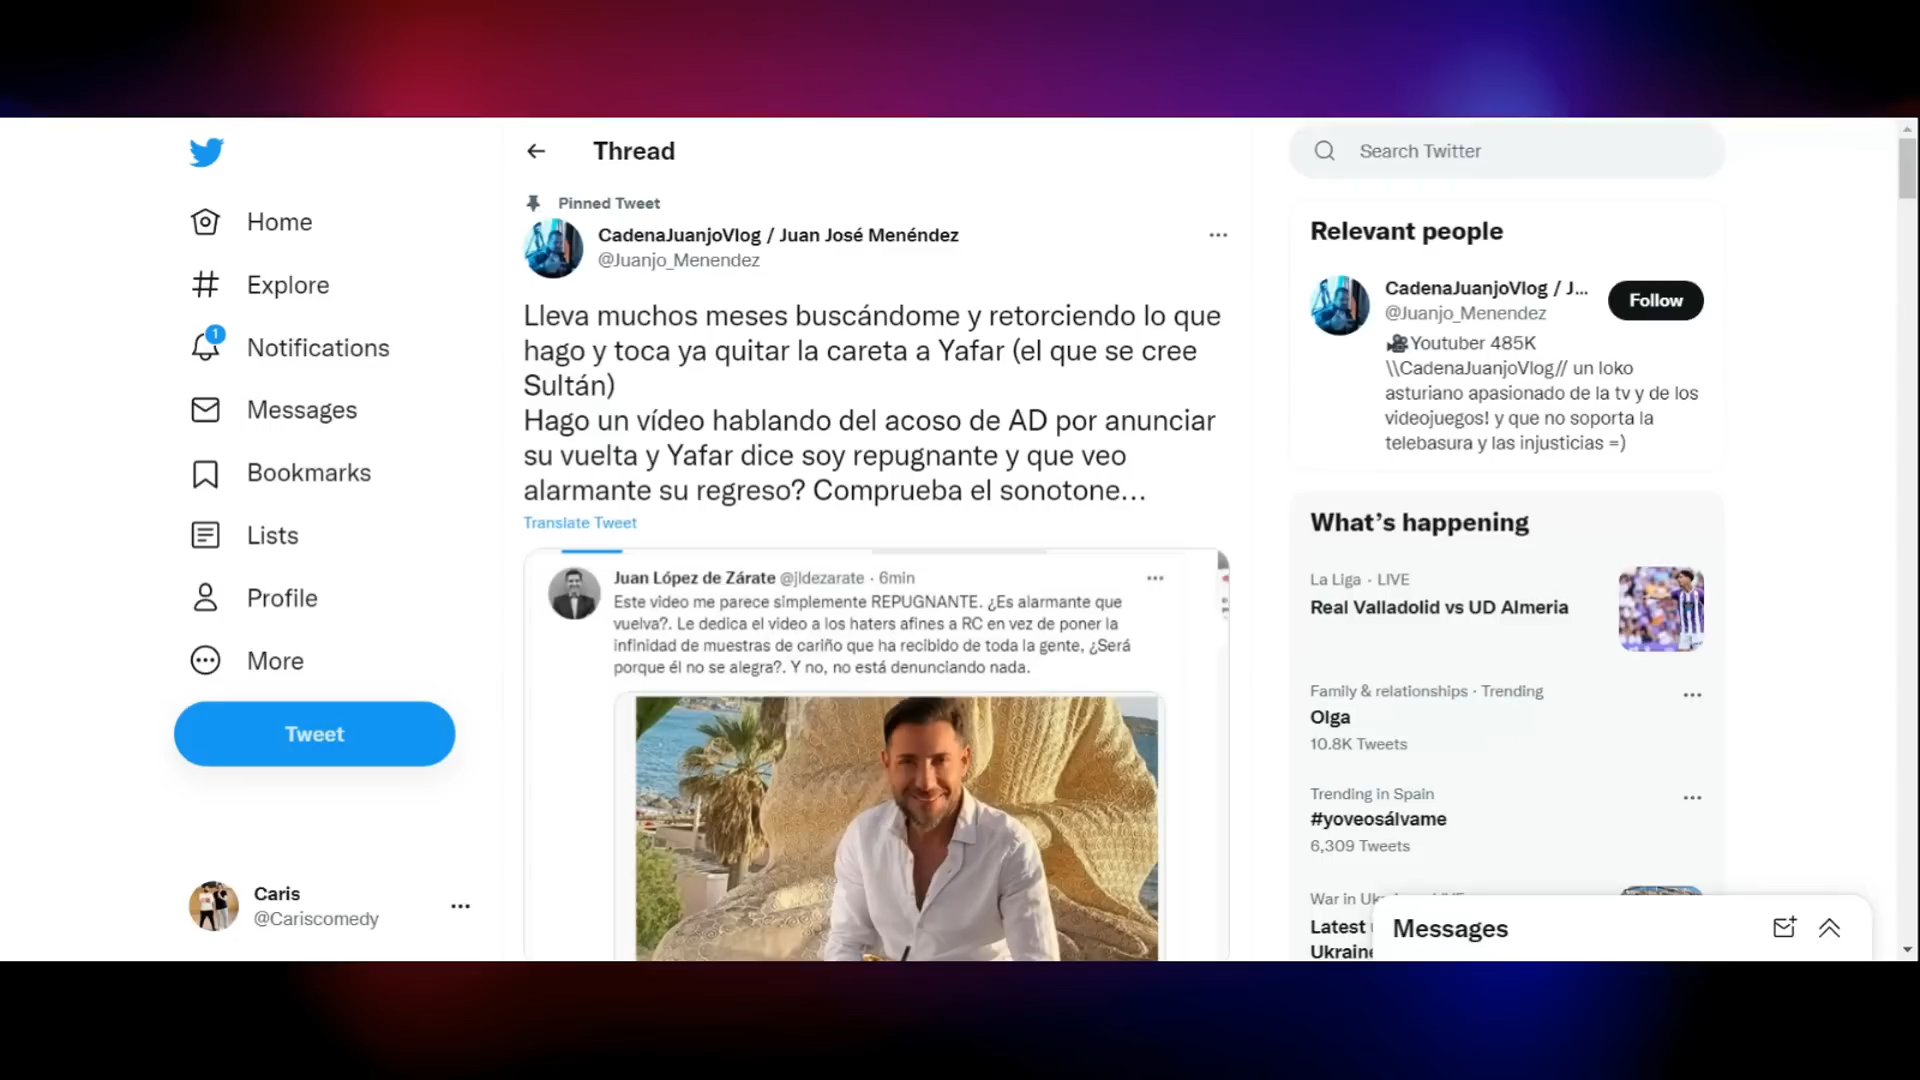 Home
Explore
1
Notifications
Messages
Bookmarks
Lists
Profile
More
Tweet
Caris
@Cariscomedy
Thread
Pinned Tweet
CadenaJuanjoVlog / Juan José Menéndez
@Juanjo_Menendez
Lleva muchos meses buscándome y retorciendo lo que
hago y toca ya quitar la careta a Yafar (el que se cree
Sultán)
Hago un vídeo hablando del acoso de AD por anunciar
su vuelta y Yafar dice soy repugnante y que veo
alarmante su regreso? Comprueba el sonotone...
Translate Tweet
Juan López de Zárate @jldezarate · 6min
Este video me parece simplemente REPUGNANTE. ¿Es alarmante que
vuelva?. Le dedica el video a los haters afines a RC en vez de poner la
infinidad de muestras de cariño que ha recibido de toda la gente, ¿Será
porque él no se alegra?. Y no, no está denunciando nada.
Search Twitter
Relevant people
CadenaJuanjoVlog / J...
@Juanjo_Menendez
Follow
🎥Youtuber 485K
\\CadenaJuanjoVlog// un loko
asturiano apasionado de la tv y de los
videojuegos! y que no soporta la
telebasura y las injusticias =)
What's happening
La Liga · LIVE
Real Valladolid vs UD Almeria
Family & relationships · Trending
Olga
10.8K Tweets
Trending in Spain
#yoveosálvame
6,309 Tweets
War in
Latest
Ukraine
Messages